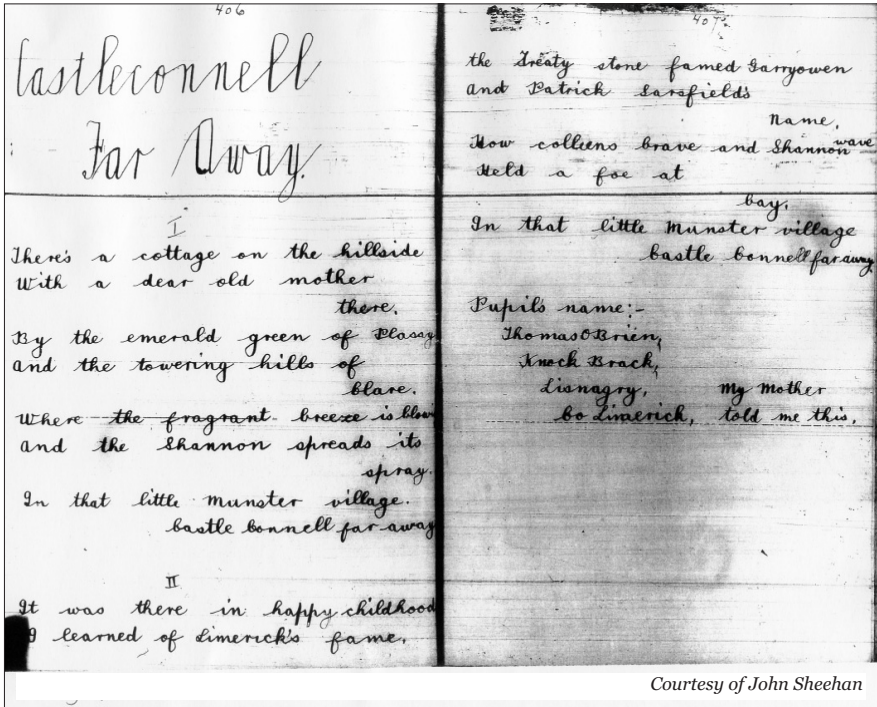 406
Castleconnell
Far Away.
I
There's a cottage on the hillside
With a dear old mother
there.
By the emerald green of Plassy
and the towering hills of
Clare.
Where the fragrant breeze is
and the Shannon spreads its
spray.
In that little Munster village.
Castle Connell far away
II
It was there in happy childhood
I learned of Limerick's fame.
407
the Treaty stone famed Garryowen
and Patrick Sarsfield's
Name.
How colliens brave and Shannon wave
Held a foe at
bay.
In that little Munster village
Castle Connell far away.
Pupil's name:-
Thomas O Brien,
Knock Brack,
Lisnagry, My Mother
Co Limerick, told me this.
Courtesy of John Sheehan